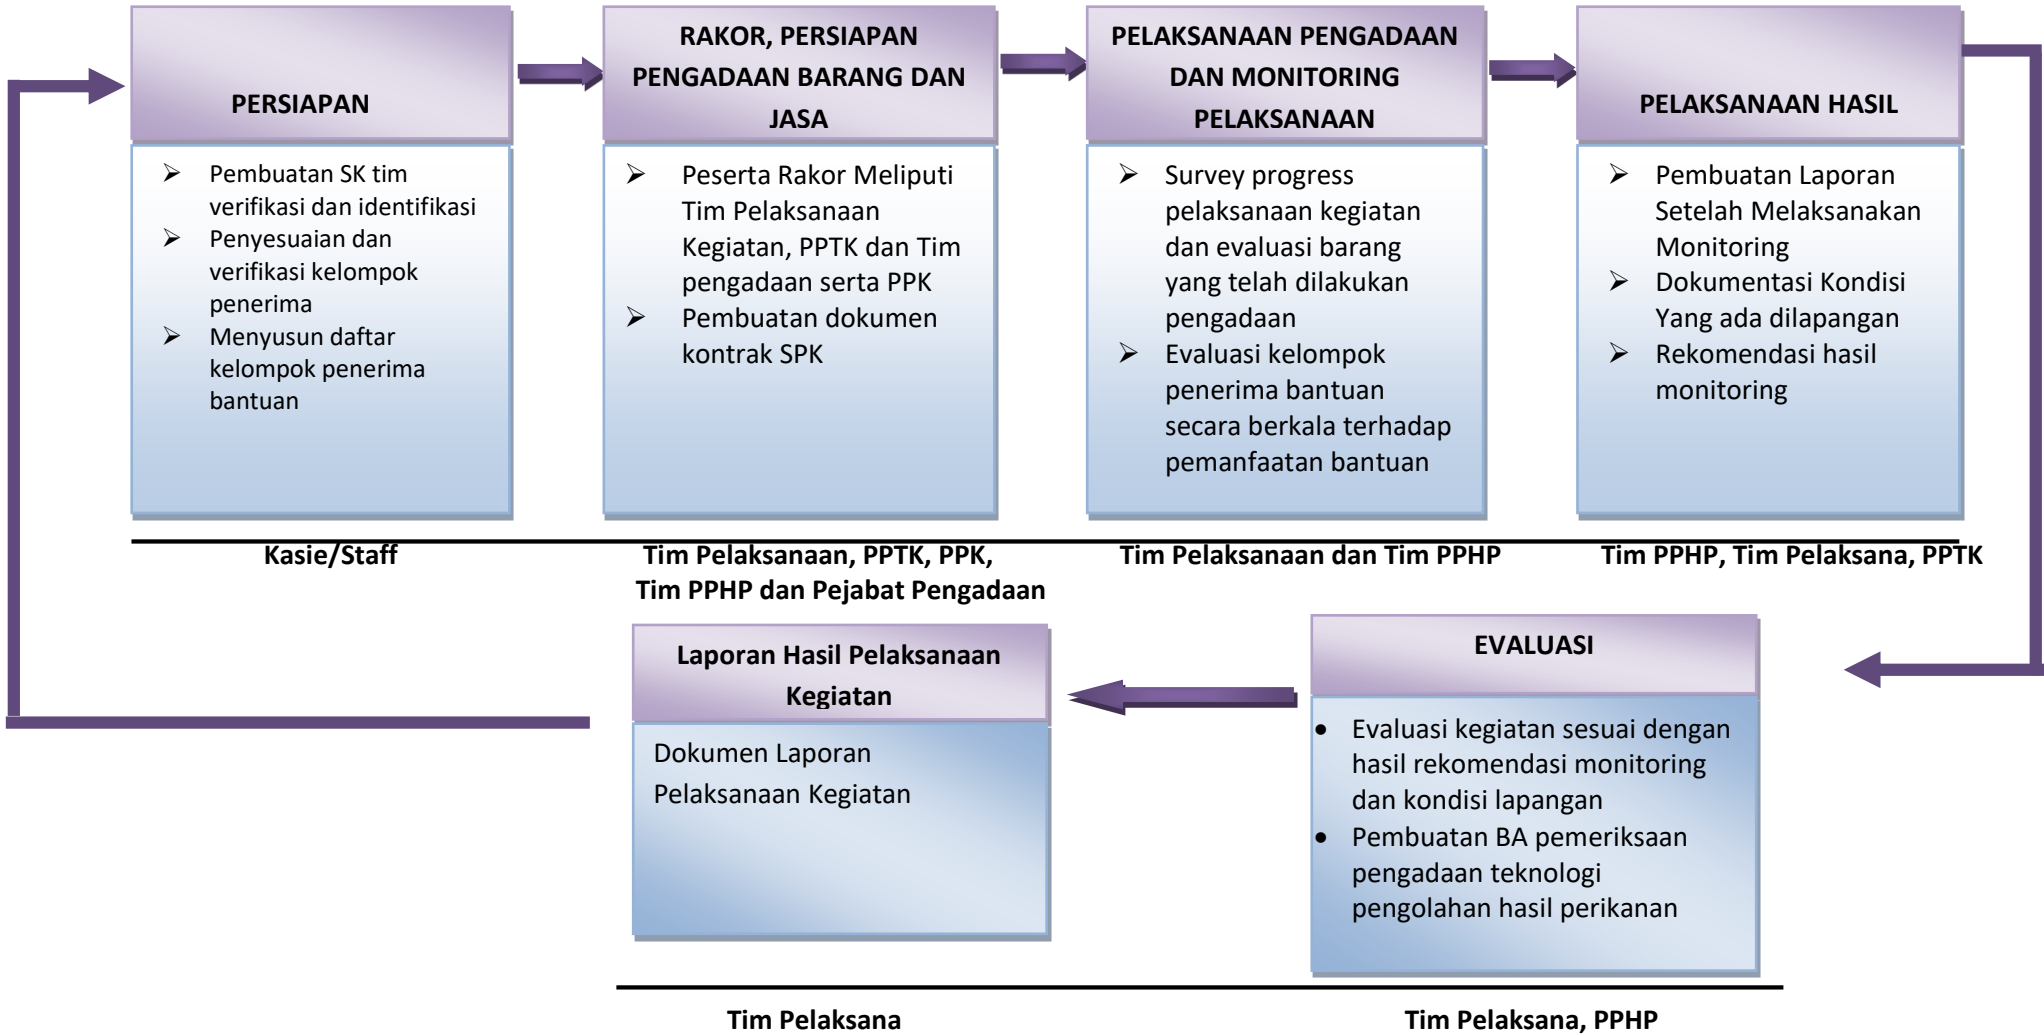 PERSIAPAN
Pembuatan SK tim
verifikasi dan identifikasi
Penyesuaian dan
verifikasi kelompok
penerima
Menyusun daftar
kelompok penerima
bantuan
Kasie/Staff
RAKOR, PERSIAPAN
PENGADAAN BARANG DAN
JASA
Peserta Rakor Meliputi
Tim Pelaksanaan
Kegiatan, PPTK dan Tim
pengadaan serta PPK
Pembuatan dokumen
kontrak SPK
Tim Pelaksanaan, PPTK, PPK,
Tim PPHP dan Pejabat Pengadaan
PELAKSANAAN PENGADAAN
DAN MONITORING
PELAKSANAAN
Survey progress
pelaksanaan kegiatan
dan evaluasi barang
yang telah dilakukan
pengadaan
Evaluasi kelompok
penerima bantuan
secara berkala terhadap
pemanfaatan bantuan
Tim Pelaksanaan dan Tim PPHP
PELAKSANAAN HASIL
Pembuatan Laporan
Setelah Melaksanakan
Monitoring
Dokumentasi Kondisi
Yang ada dilapangan
Rekomendasi hasil
monitoring
Tim PPHP, Tim Pelaksana, PPTK
EVALUASI
Evaluasi kegiatan sesuai dengan
hasil rekomendasi monitoring
dan kondisi lapangan
Pembuatan BA pemeriksaan
pengadaan teknologi
pengolahan hasil perikanan
Tim Pelaksana, PPHP
Laporan Hasil Pelaksanaan
Kegiatan
Dokumen Laporan
Pelaksanaan Kegiatan
Tim Pelaksana